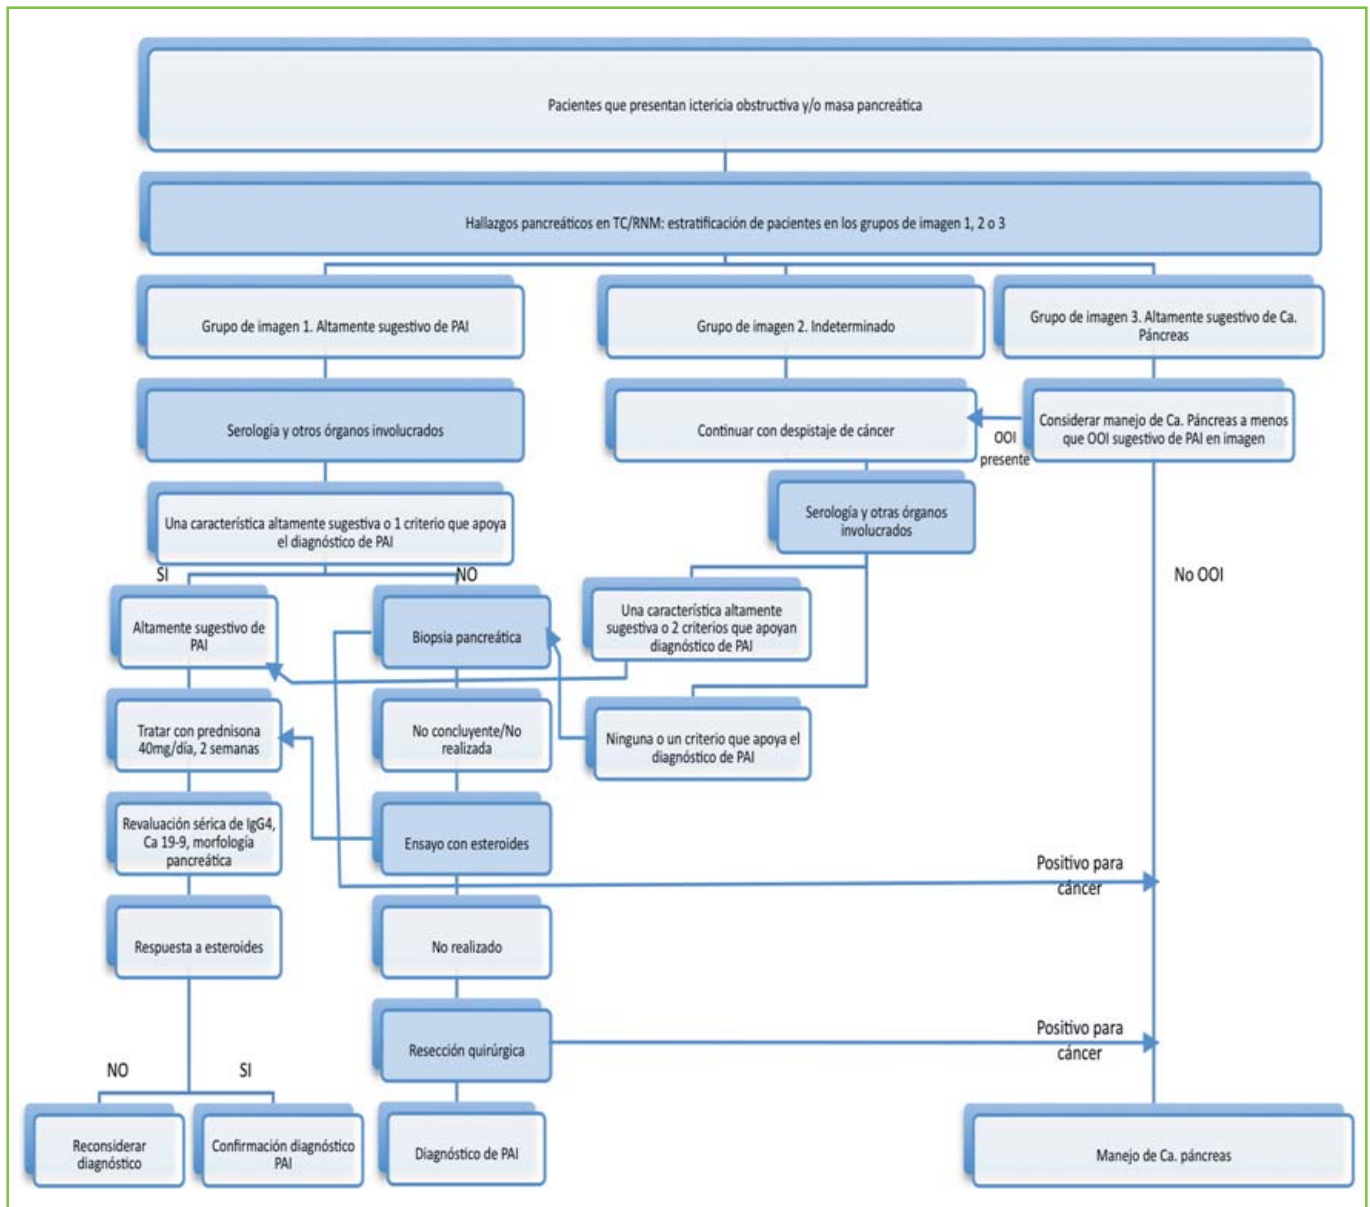 Pacientes que presentan ictericia obstructiva y/o masa pancreática
Hallazgos pancreáticos en TC/RNM: estratificación de pacientes en los grupos de imagen 1, 2 o 3
Grupo de imagen 1. Altamente sugestivo de PAI
Grupo de imagen 2. Indeterminado
Grupo de imagen 3. Altamente sugestivo de Ca.
Páncreas
Serología y otros órganos involucrados
Continuar con despistaje de cáncer
OOI
presente
Considerar manejo de Ca. Páncreas a menos
que OOI sugestivo de PAI en imagen
Una característica altamente sugestiva o 1 criterio que apoya
el diagnóstico de PAI
Serología y otras órganos
involucrados
SI
NO
No OOI
Altamente sugestivo de
PAI
Biopsia pancreática
Una característica altamente
sugestiva o 2 criterios que apoyan
diagnóstico de PAI
Tratar con prednisona
40mg/día, 2 semanas
No concluyente/No
realizada
Ninguna o un criterio que apoya el
diagnóstico de PAI
Revaluación sérica de IgG4,
Ca 19-9, morfología
pancreática
Ensayo con esteroides
Positivo para
cáncer
Respuesta a esteroides
No realizado
Resección quirúrgica
Positivo para
cáncer
NO
SI
Reconsiderar
diagnóstico
Confirmación diagnóstico
PAI
Diagnóstico de PAI
Manejo de Ca. páncreas